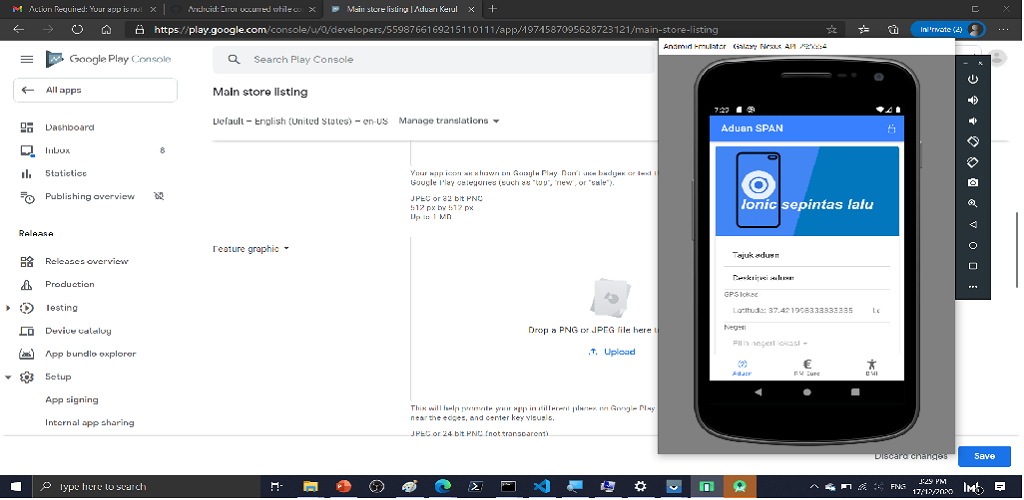 Action Required: Your app is not
Android: Error occurred while co
Main store listing | Aduan Kerul
https://play.google.com/console/u/0/developers/5598766169215110111/app/4974587095628723121/main-store-listing
InPrivate (2)
Google Play Console
Search Play Console
All apps
Main store listing
Default – English (United States) – en-US
Manage translations
Dashboard
Inbox
8
Statistics
Publishing overview
Release
Releases overview
Production
Testing
Device catalog
App bundle explorer
Setup
App signing
Internal app sharing
Your app icon as shown on Google Play. Don't use badges or text th
Google Play categories (such as "top", "new", or "sale").
JPEG or 32 bit PNG
512 px by 512 px
Up to 1 MB
Feature graphic
Drop a PNG or JPEG file here to
Upload
This will help promote your app in different places on Google Play
near the edges, and center key visuals.
JPEG or 24 bit PNG (not transparent)
Discard changes
Save
Android Emulator - Galaxy Nexus API 29:5554
7:29
Aduan SPAN
Ionic sepintas lalu
Tajuk aduan
Deskripsi aduan
GPS lokasi
Latitude: 37.421998333333335
Lo
Negeri
Pilih negeri lokasi
Aduan
BMI
Type here to search
ENG
3:29 PM
17/12/2020